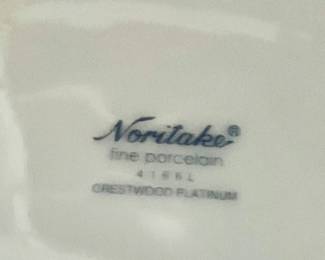 Noritake®
fine porcelain
4166L
CRESTWOOD PLATINUM